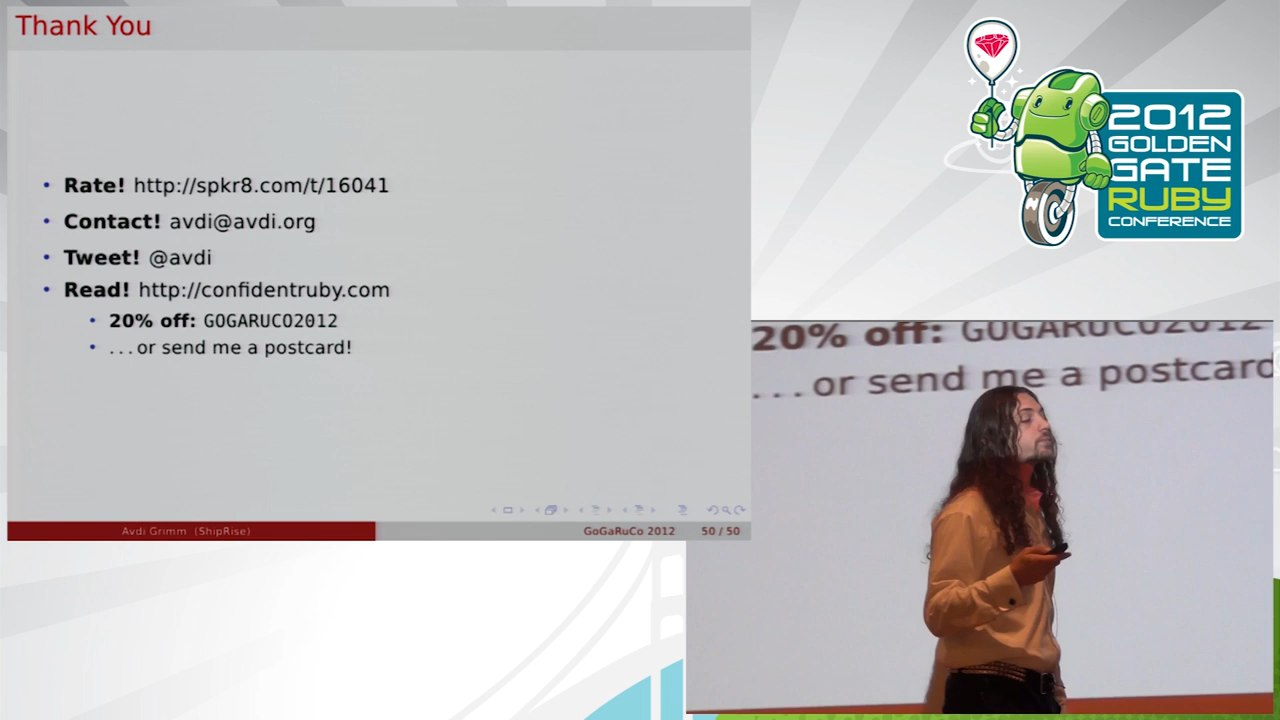 Thank You
Rate! http://spkr8.com/t/16041
Contact! avdi@avdi.org
Tweet! @avdi
Read! http://confidentruby.com
20% off: GOGARUCO2012
...or send me a postcard!
Avdi Grimm (ShipRise)
GoGaRuCo 2012 50 / 50
2012
GOLDEN
GATE
RUBY
CONFERENCE
20% off: GOGARUCO2012
...or send me a postcard